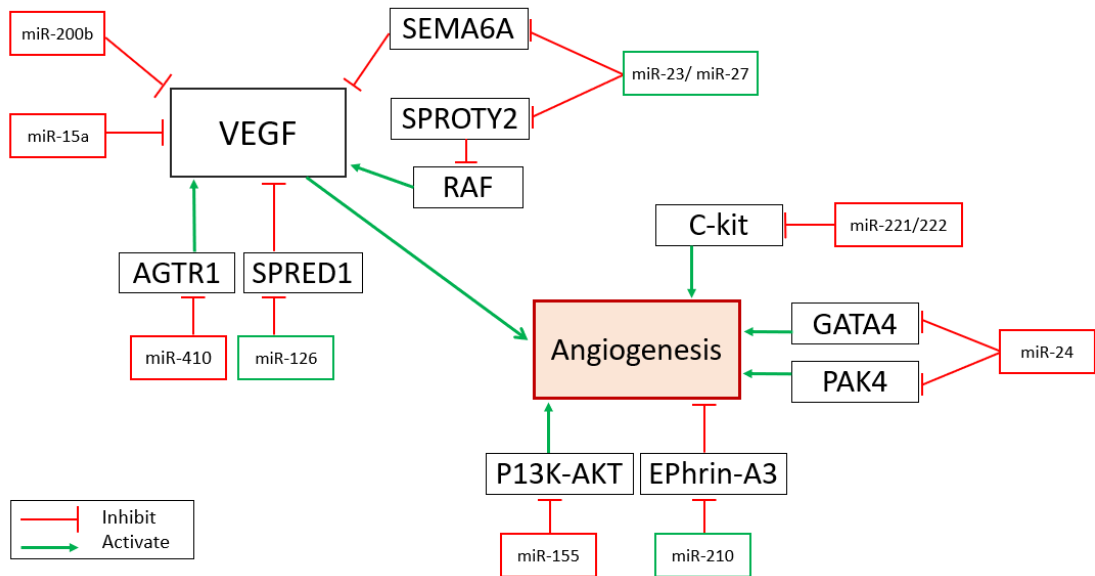 miR-200b
SEMA6A
miR-23/ miR-27
miR-15a
VEGF
SPROTY2
RAF
C-kit
miR-221/222
AGTR1
SPRED1
GATA4
Angiogenesis
miR-24
miR-410
miR-126
PAK4
P13K-AKT
EPhrin-A3
Inhibit
Activate
miR-155
miR-210